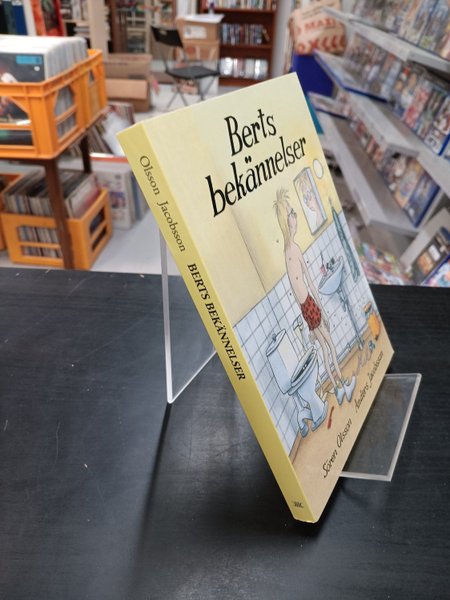 Berts
bekännelser
Sören Olsson Anders Jacobsson
Olsson Jacobsson BERTS BEKÄNNELSER